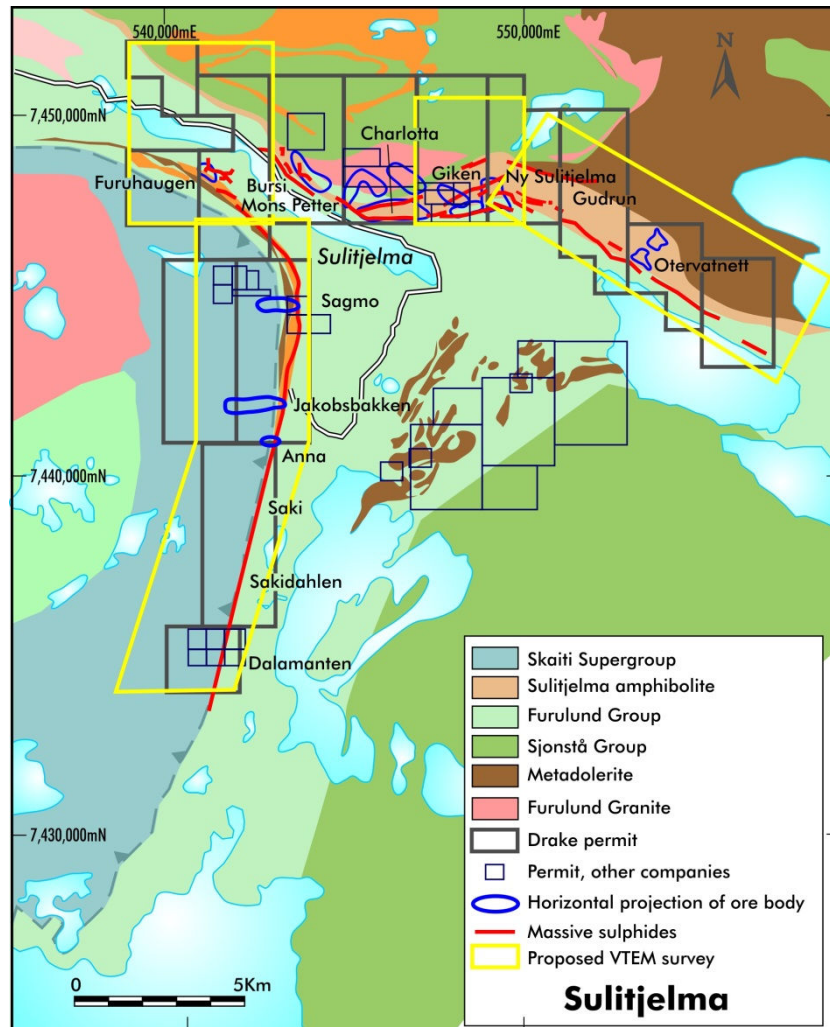 540,000mE
550,000mE
N
7,450,000mN
Charlotta
Furuhaugen
Bursi
Giken
Ny Sulitjelma
Mons Petter
Gudrun
Sulitjelma
Otervatnett
Sagmo
Jakobsbakken
Anna
7,440,000mN
Saki
Sakidahlen
Dalamanten
7,430,000mN
Skaiti Supergroup
Sulitjelma amphibolite
Furulund Group
Sjonstå Group
Metadolerite
Furulund Granite
Drake permit
Permit, other companies
Horizontal projection of ore body
Massive sulphides
Proposed VTEM survey
0
5Km
Sulitjelma